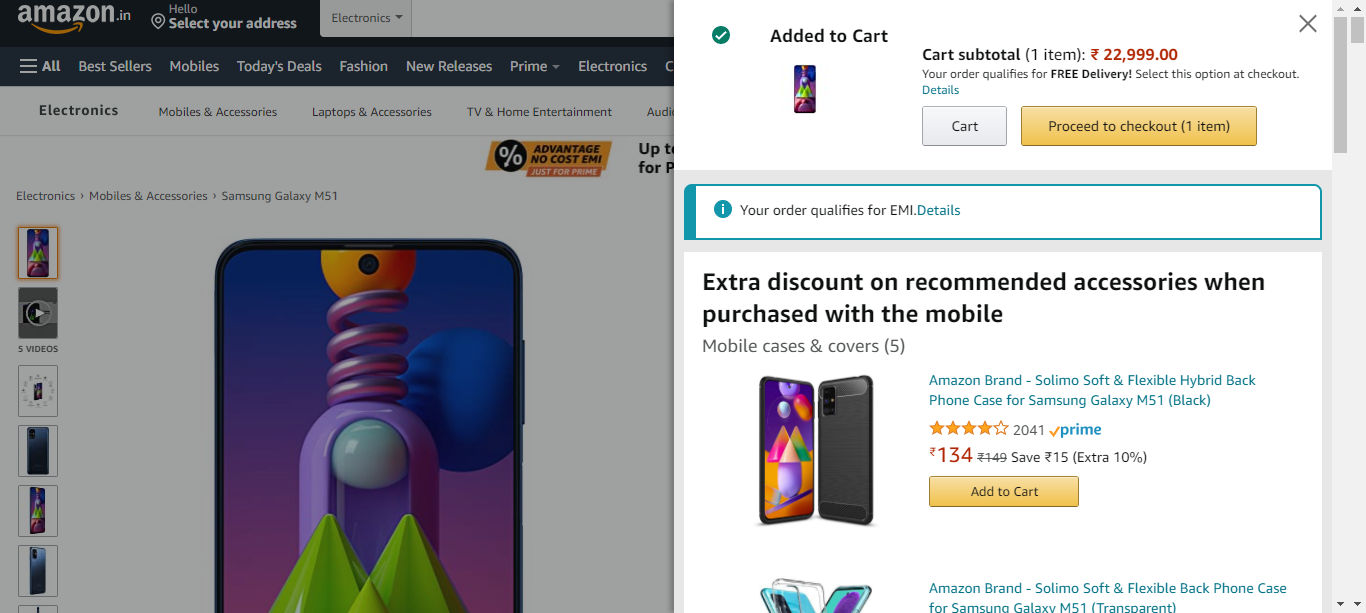 amazon.in
Hello
Select your address
Electronics
All Best Sellers Mobiles Today's Deals Fashion New Releases Prime Electronics
Electronics Mobiles & Accessories Laptops & Accessories TV & Home Entertainment
% ADVANTAGE
NO COST EMI
JUST FOR PRIME
Up
for
Electronics › Mobiles & Accessories › Samsung Galaxy M51
5 VIDEOS
Added to Cart
Cart subtotal (1 item): ₹ 22,999.00
Your order qualifies for FREE Delivery! Select this option at checkout.
Details
Cart
Proceed to checkout (1 item)
Your order qualifies for EMI.Details
Extra discount on recommended accessories when
purchased with the mobile
Mobile cases & covers (5)
Amazon Brand - Solimo Soft & Flexible Hybrid Back
Phone Case for Samsung Galaxy M51 (Black)
2041 prime
₹134 ₹149 Save ₹15 (Extra 10%)
Add to Cart
Amazon Brand - Solimo Soft & Flexible Back Phone Case
for Samsung Galaxy M51 (Transparent)